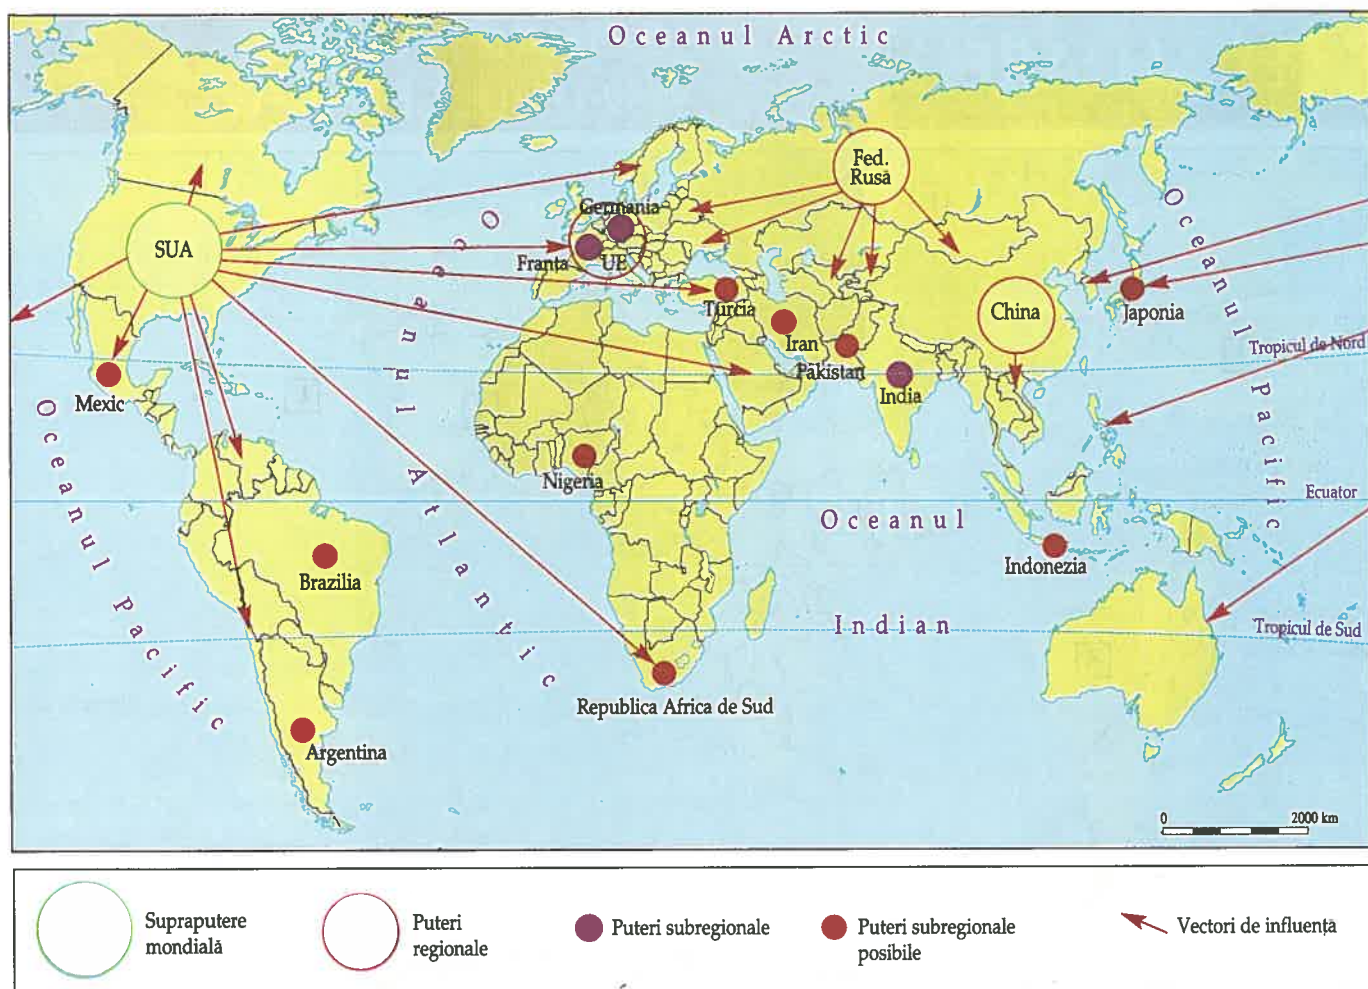 Oceanul Arctic
Fed.
Rusă
Oceanul Pacific
Germania
SUA
Franța
UE
Oceanul Atlantic
Turcia
China
Japonia
Iran
Tropicul de Nord
Pakistan
India
Mexic
Oceanul Pacific
Nigeria
Ecuator
Oceanul
Indonezia
Brazilia
Indian
Tropicul de Sud
Republica Africa de Sud
Argentina
0 2000 km
Supraputere
mondială
Puteri
regionale
Puteri subregionale
Puteri subregionale
posibile
Vectori de influență